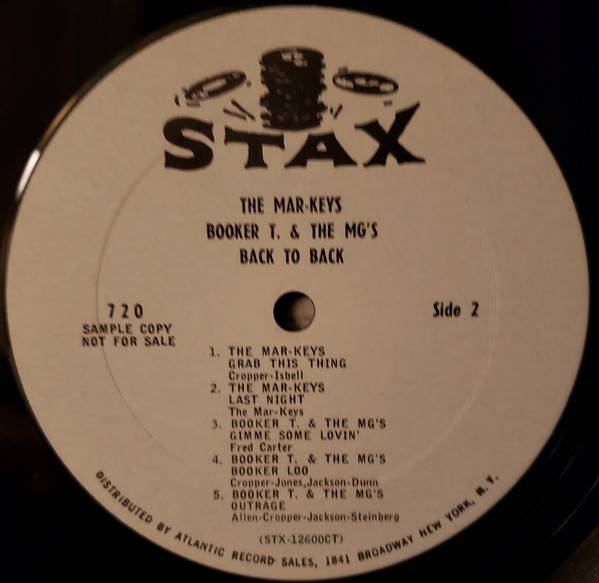 STAX
THE MAR-KEYS
BOOKER T. & THE MG'S
BACK TO BACK
720
SAMPLE COPY
NOT FOR SALE
Side 2
1. THE MAR-KEYS
GRAB THIS THING
Cropper-Isbell
2. THE MAR-KEYS
LAST NIGHT
The Mar-Keys
3. BOOKER T. & THE MG'S
GIMME SOME LOVIN'
Fred Carter
4. BOOKER T. & THE MG'S
BOOKER LOO
Cropper-Jones,Jackson-Dunn
5. BOOKER T. & THE MG'S
OUTRAGE
Allen-Cropper-Jackson-Steinberg
(STX-12600CT)
DISTRIBUTED BY ATLANTIC RECORD SALES, 1841 BROADWAY NEW YORK, N. Y.